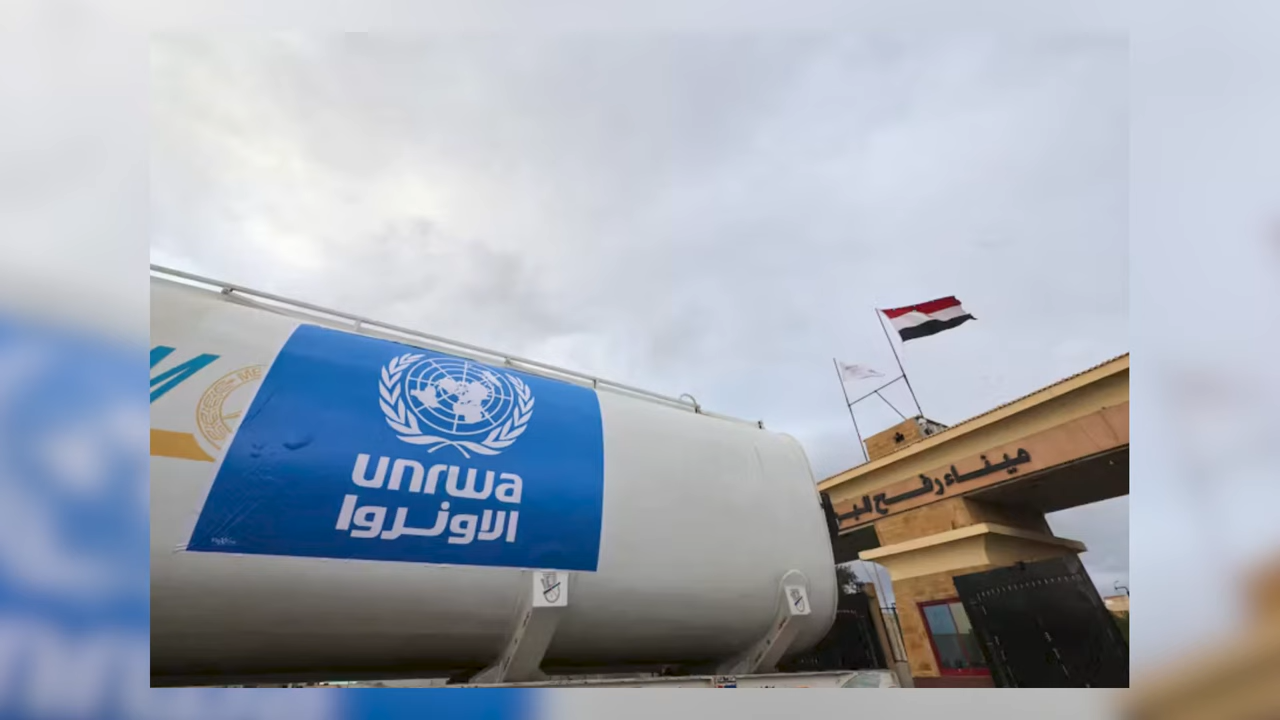 unrwa
الاونروا
ميناء رفح